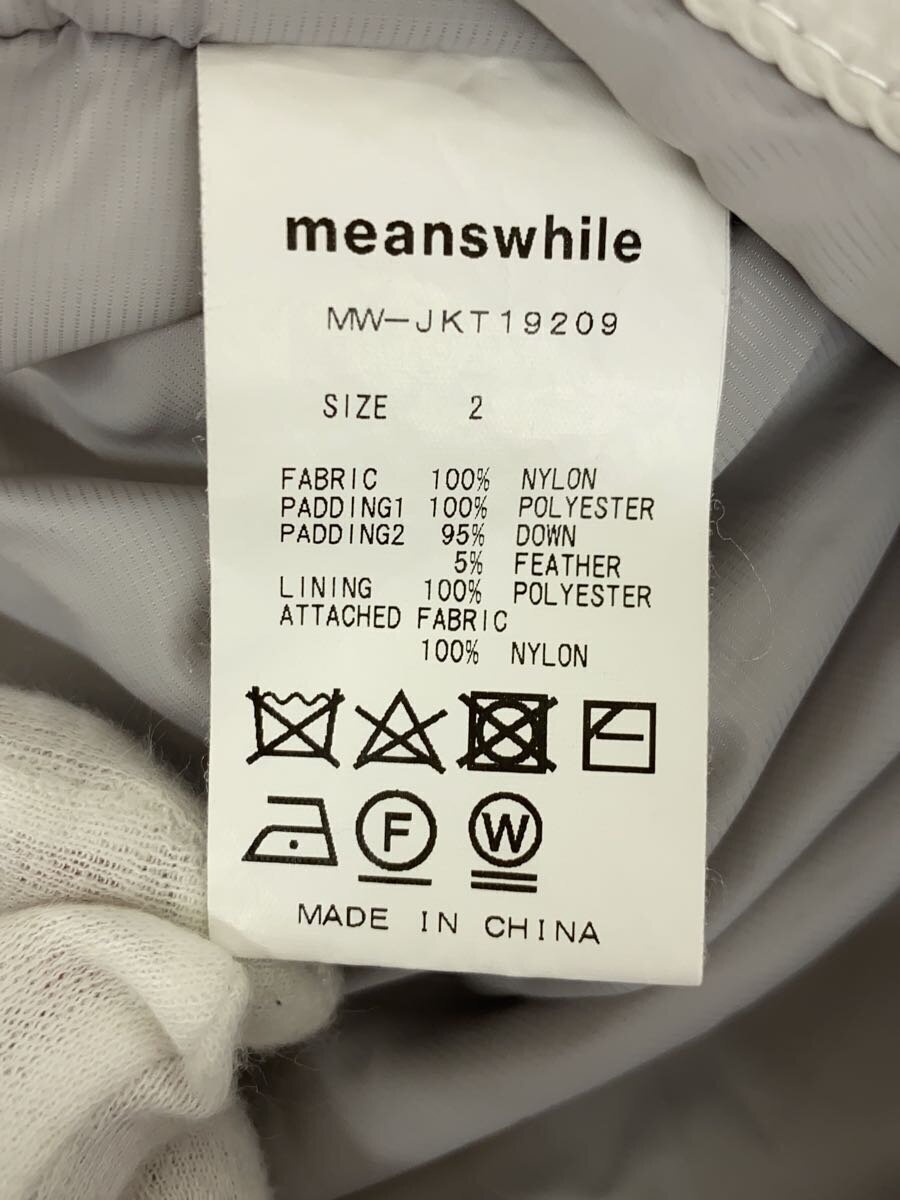 meanswhile
MW-JKT19209
SIZE 2
FABRIC 100% NYLON
PADDING1 100% POLYESTER
PADDING2 95% DOWN
5% FEATHER
LINING 100% POLYESTER
ATTACHED FABRIC
100% NYLON
F W
MADE IN CHINA